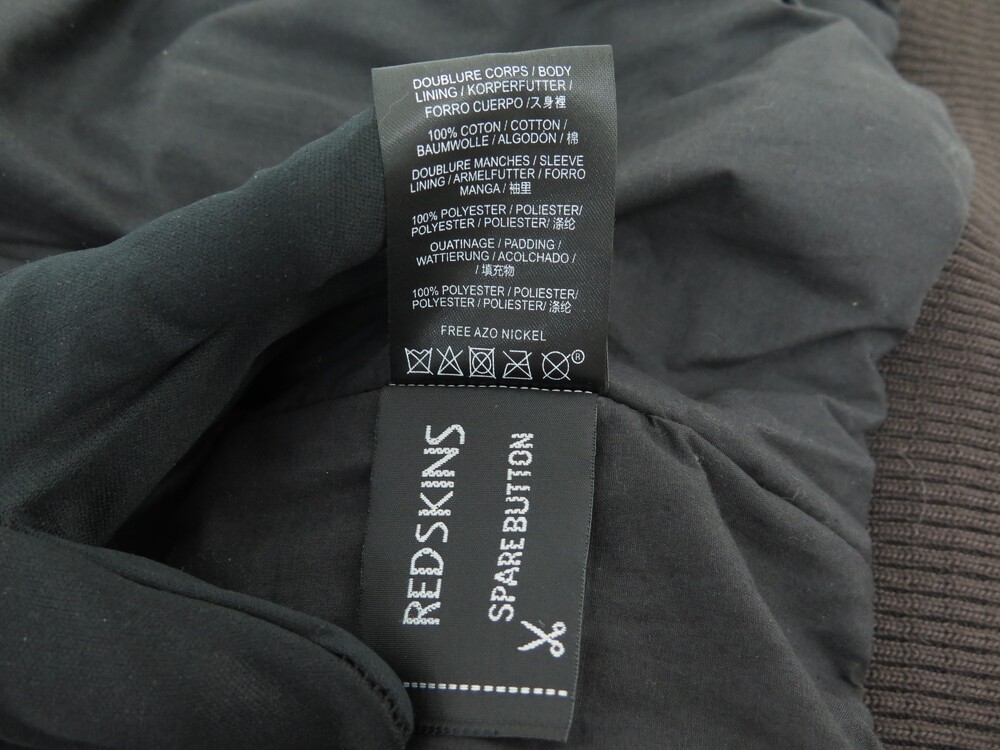 DOUBLURE CORPS / BODY
LINING / KORPERFUTTER /
FORRO CUERPO /ス身裡
100% COTON / COTTON /
BAUMWOLLE / ALGODÓN / 棉
DOUBLURE MANCHES / SLEEVE
LINING / ARMELFUTTER / FORRO
MANGA / 袖里
100% POLYESTER / POLIESTER/
POLYESTER / POLIESTER/ 涤纶
OUATINAGE / PADDING /
WATTIERUNG / ACOLCHADO /
/ 填充物
100% POLYESTER / POLIESTER/
POLYESTER / POLIESTER/ 涤纶
FREE AZO NICKEL
®
REDSKINS
SPARE BUTTON